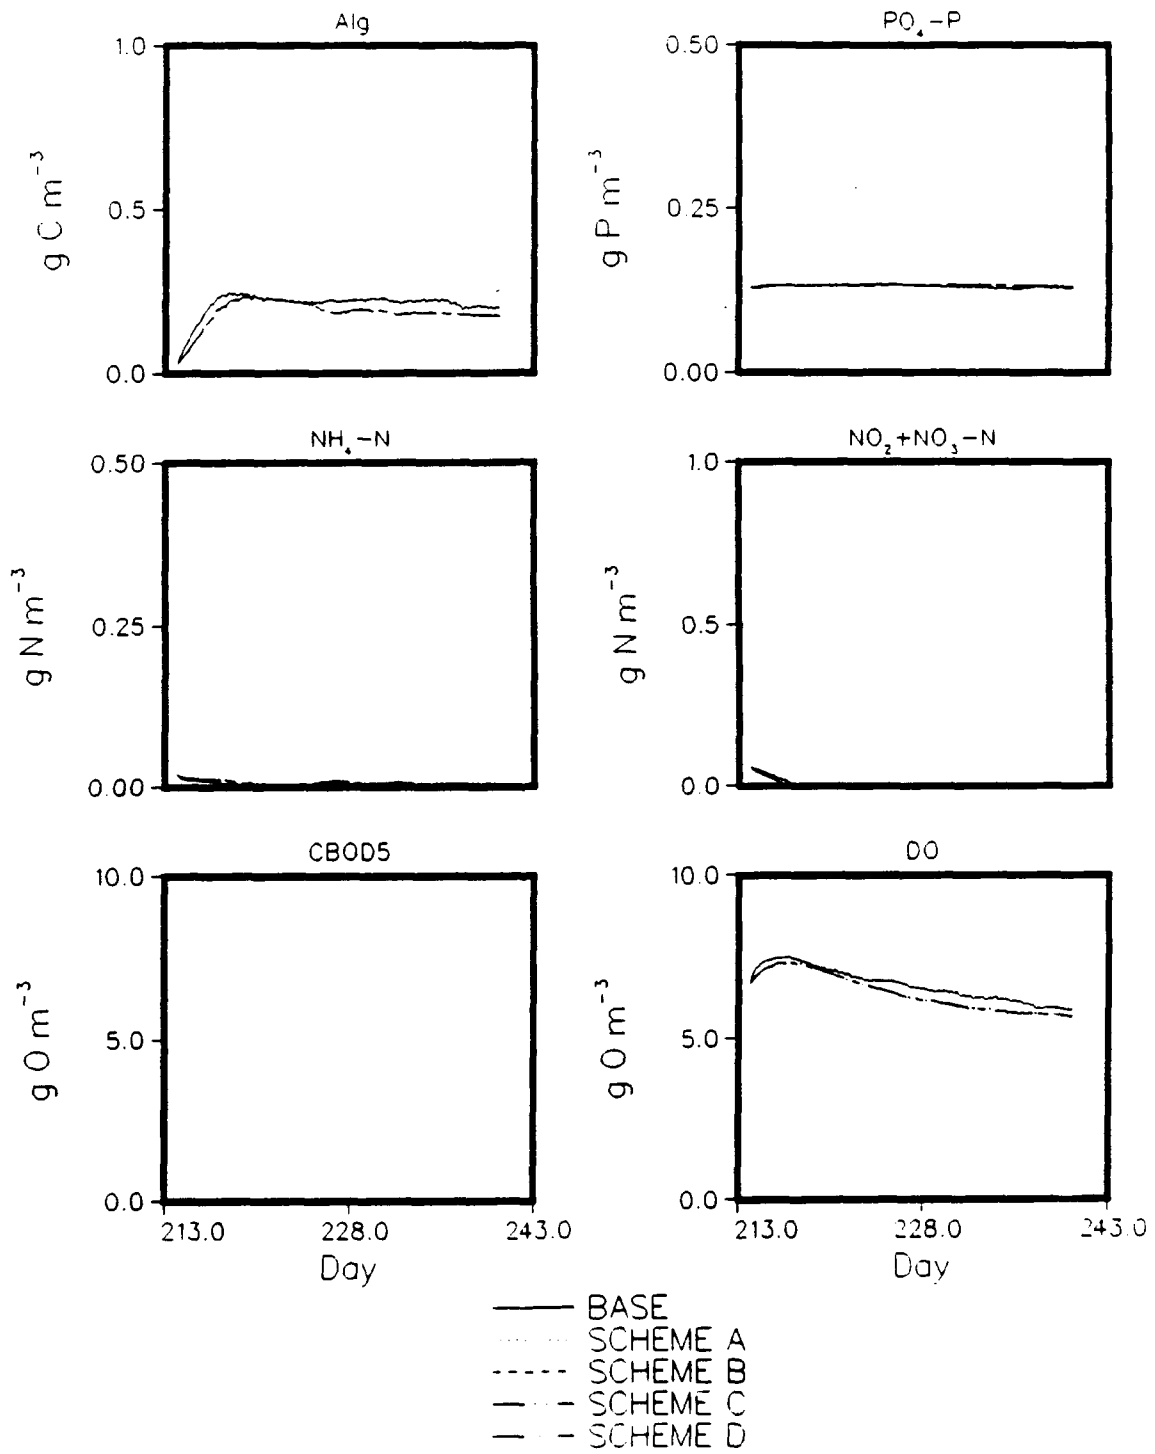 Alg
1.0
0.5
0.0
g C m⁻³
PO₄-P
0.50
0.25
0.00
g P m⁻³
NH₄-N
0.50
0.25
0.00
g N m⁻³
NO₂+NO₃-N
1.0
0.5
0.0
g N m⁻³
CBOD5
10.0
5.0
0.0
g O m⁻³
213.0 228.0 243.0
Day
DO
10.0
5.0
0.0
g O m⁻³
213.0 228.0 243.0
Day
BASE
SCHEME A
SCHEME B
SCHEME C
SCHEME D